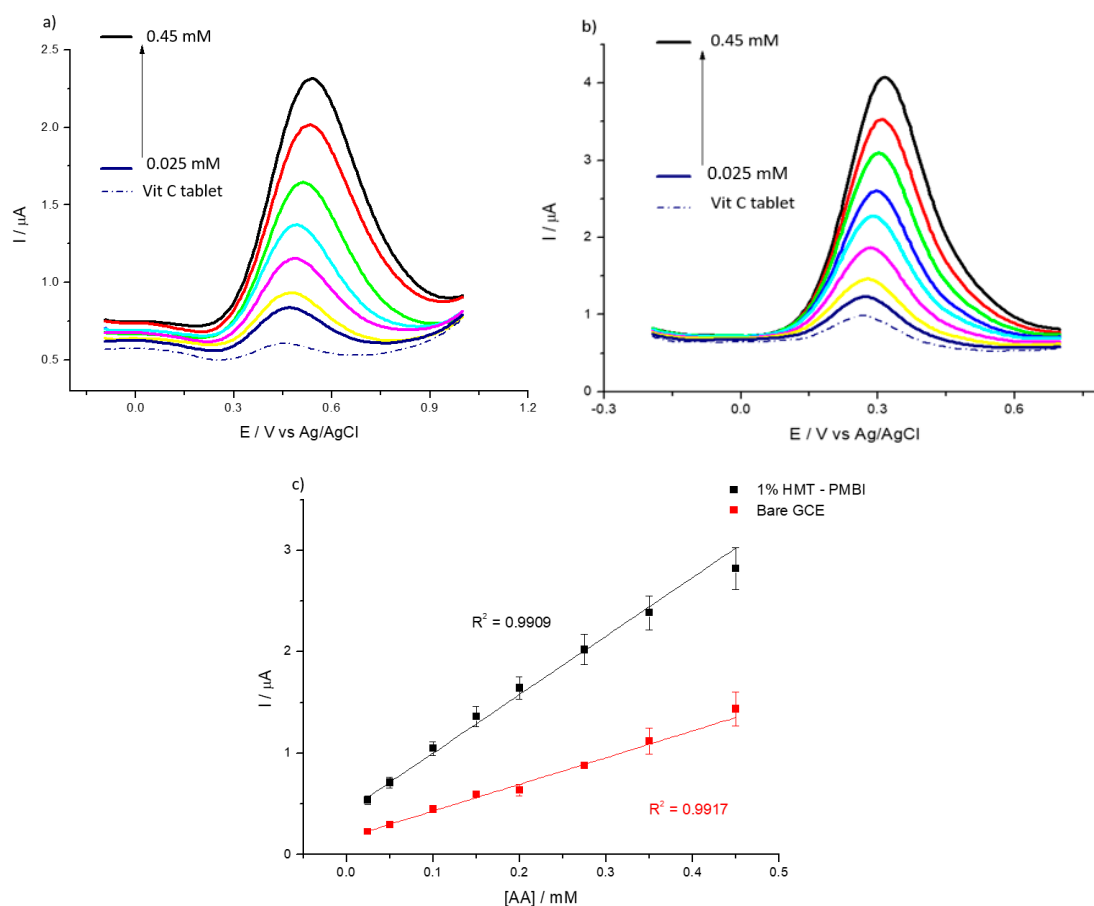 a)
0.45 mM
0.025 mM
Vit C tablet
2.5
2.0
1.5
1.0
0.5
I / μA
0.0
0.3
0.6
0.9
1.2
E / V vs Ag/AgCl
b)
0.45 mM
0.025 mM
Vit C tablet
4
3
2
1
0
I / μA
-0.3
0.0
0.3
0.6
E / V vs Ag/AgCl
c)
1% HMT - PMBI
Bare GCE
3
2
1
0
I / μA
R² = 0.9909
R² = 0.9917
0.0
0.1
0.2
0.3
0.4
0.5
[AA] / mM